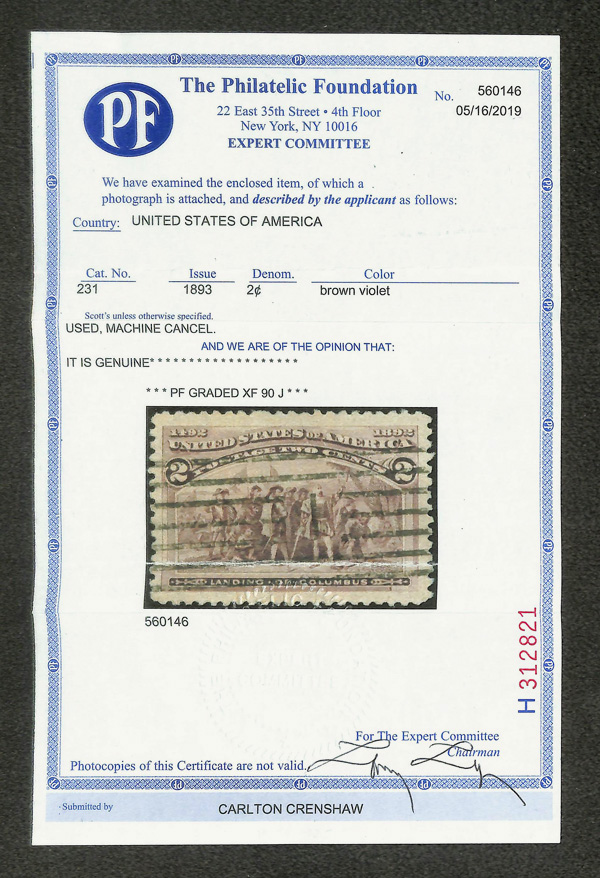 PF
The Philatelic Foundation
22 East 35th Street • 4th Floor
New York, NY 10016
EXPERT COMMITTEE
No. 560146
05/16/2019
We have examined the enclosed item, of which a
photograph is attached, and described by the applicant as follows:
Country: UNITED STATES OF AMERICA
Cat. No. Issue Denom. Color
231 1893 2¢ brown violet
Scott's unless otherwise specified.
USED, MACHINE CANCEL.
AND WE ARE OF THE OPINION THAT:
IT IS GENUINE* * * * * * * * * * * * * * * * * * *
* * * PF GRADED XF 90 J * * *
1492 1892
UNITED STATES OF AMERICA
2 POSTAGE TWO CENTS 2
LANDING OF COLUMBUS
560146
H 312821
For The Expert Committee
Chairman
Photocopies of this Certificate are not valid.
Submitted by CARLTON CRENSHAW